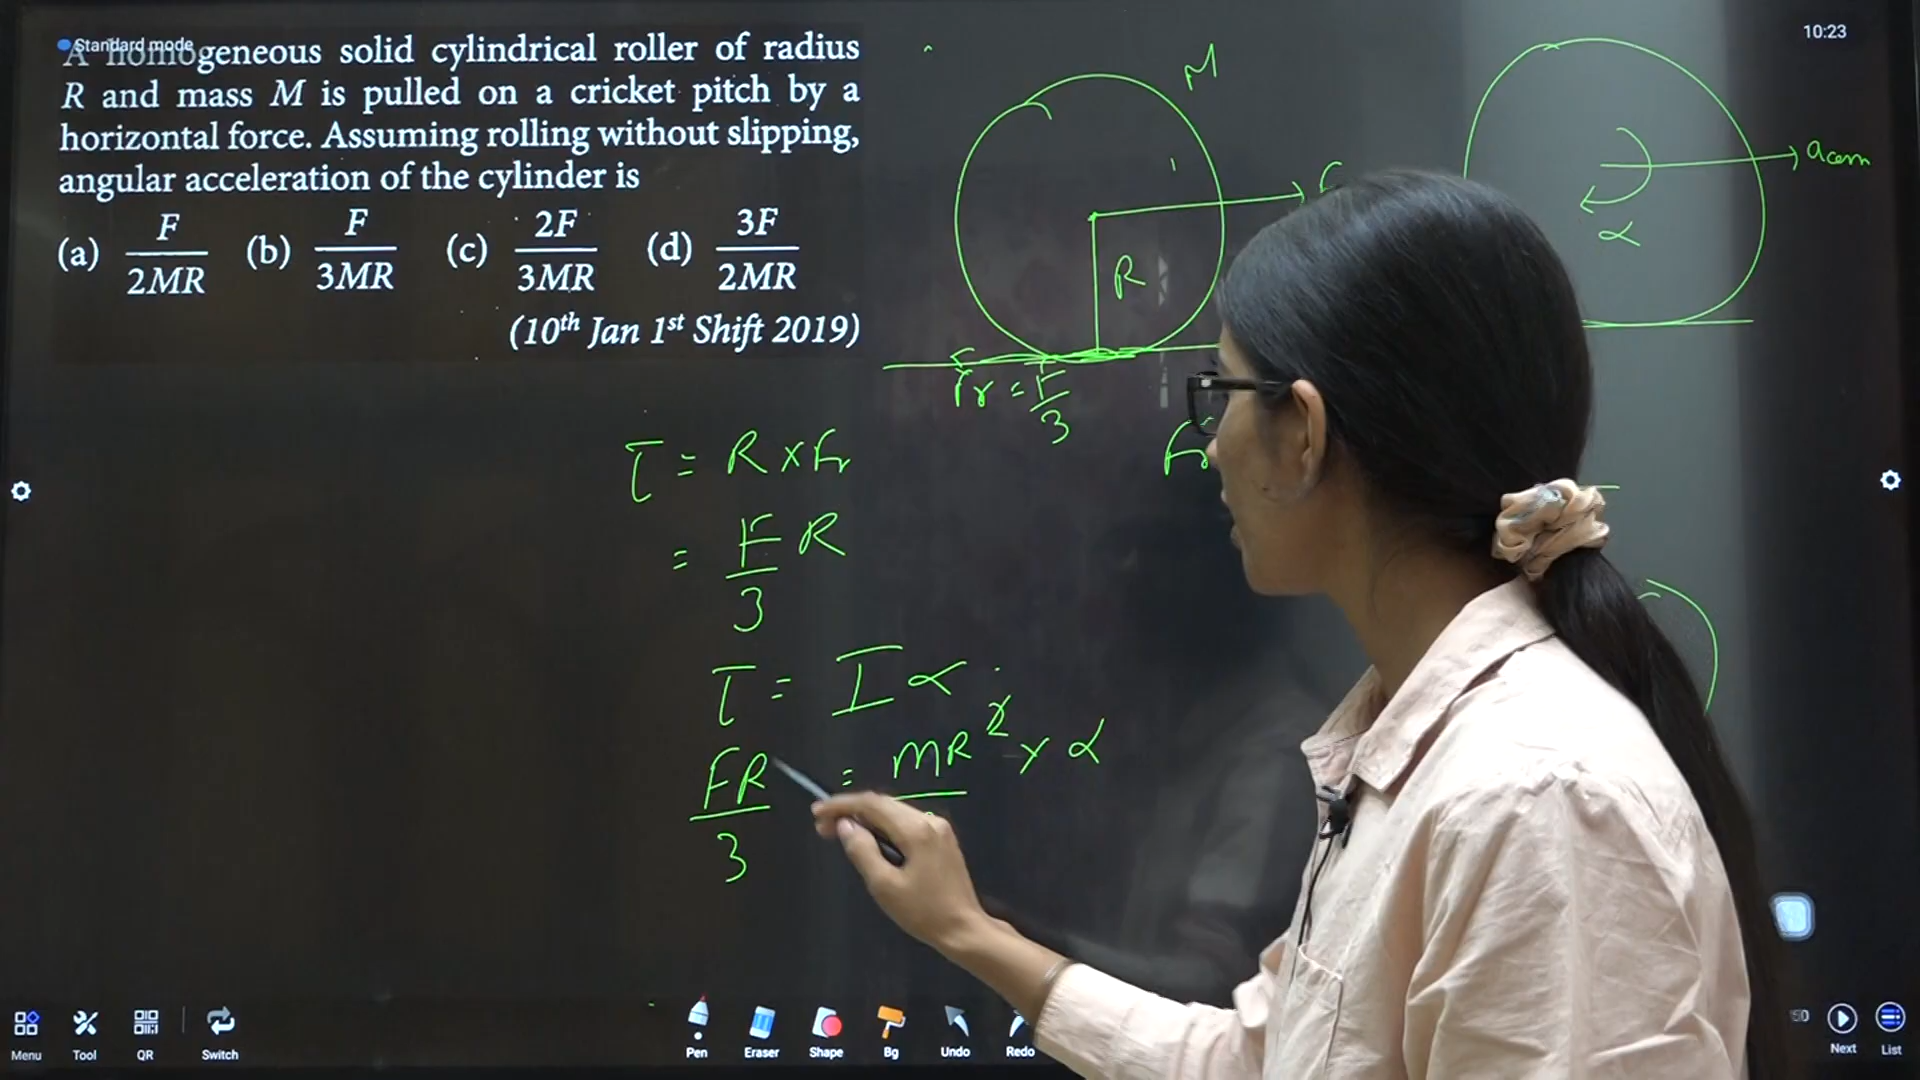 Standard mode
10:23
A homogeneous solid cylindrical roller of radius
R and mass M is pulled on a cricket pitch by a
horizontal force. Assuming rolling without slipping,
angular acceleration of the cylinder is
(a) F/2MR (b) F/3MR (c) 2F/3MR (d) 3F/2MR
(10th Jan 1st Shift 2019)
M
R
fr = F/3
a com
α
τ = R × Fr
= F/3 R
τ = I α
FR/3 = MR² × α
Menu Tool QR Switch
Pen Eraser Shape Bg Undo Redo
Next List